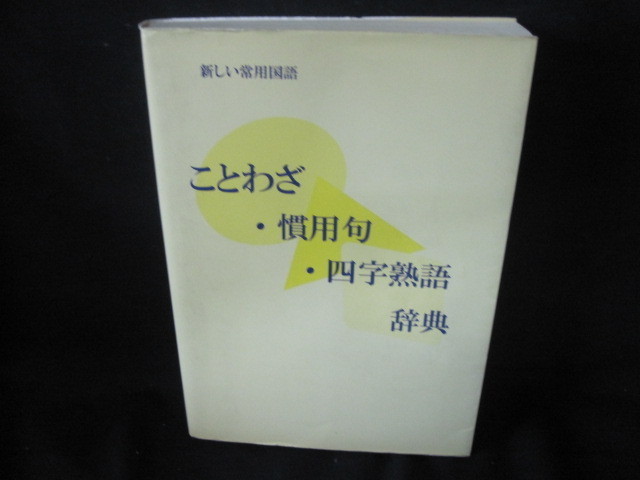 新しい常用国語
ことわざ
・慣用句
・四字熟語
辞典